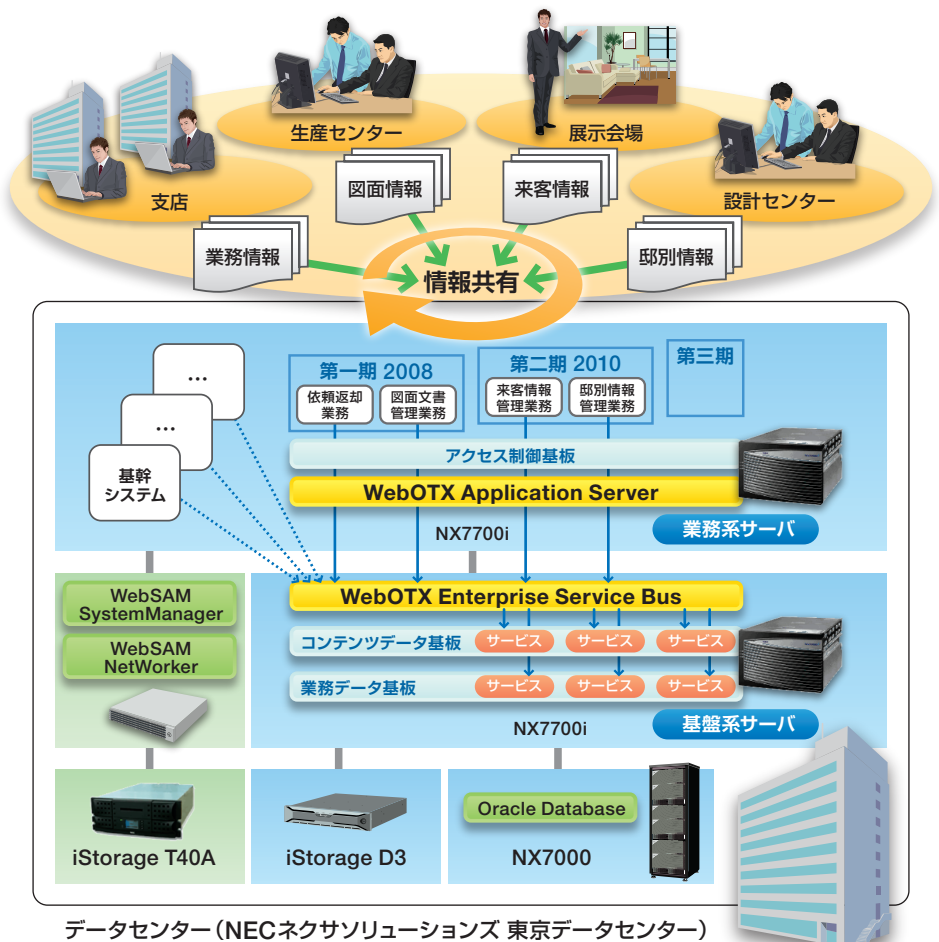 生産センター
展示会場
支店
設計センター
図面情報
来客情報
業務情報
邸別情報
情報共有
…
…
基幹
システム
第一期 2008
依頼返却
業務
図面文書
管理業務
第二期 2010
来客情報
管理業務
邸別情報
管理業務
第三期
アクセス制御基板
WebOTX Application Server
NX7700i
業務系サーバ
WebSAM
SystemManager
WebSAM
NetWorker
WebOTX Enterprise Service Bus
コンテンツデータ基板
サービス
サービス
サービス
業務データ基板
サービス
サービス
サービス
NX7700i
基盤系サーバ
iStorage T40A
iStorage D3
Oracle Database
NX7000
データセンター（NECネクサソリューションズ 東京データセンター）